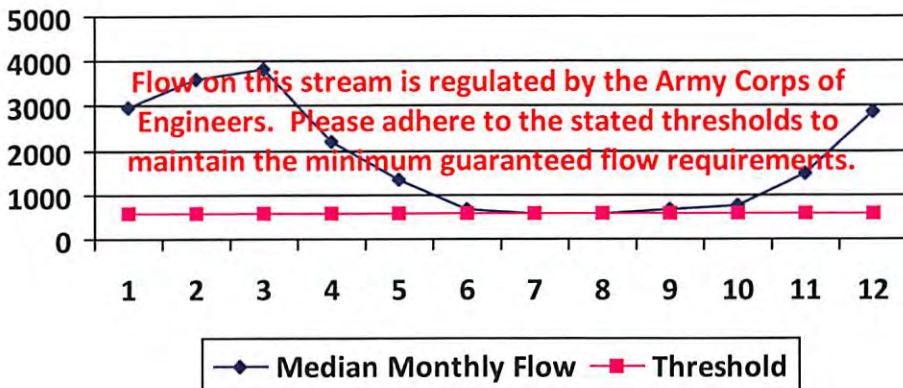 5000
4000
3000
2000
1000
0
Flow on this stream is regulated by the Army Corps of
Engineers. Please adhere to the stated thresholds to
maintain the minimum guaranteed flow requirements.
1 2 3 4 5 6 7 8 9 10 11 12
Median Monthly Flow Threshold